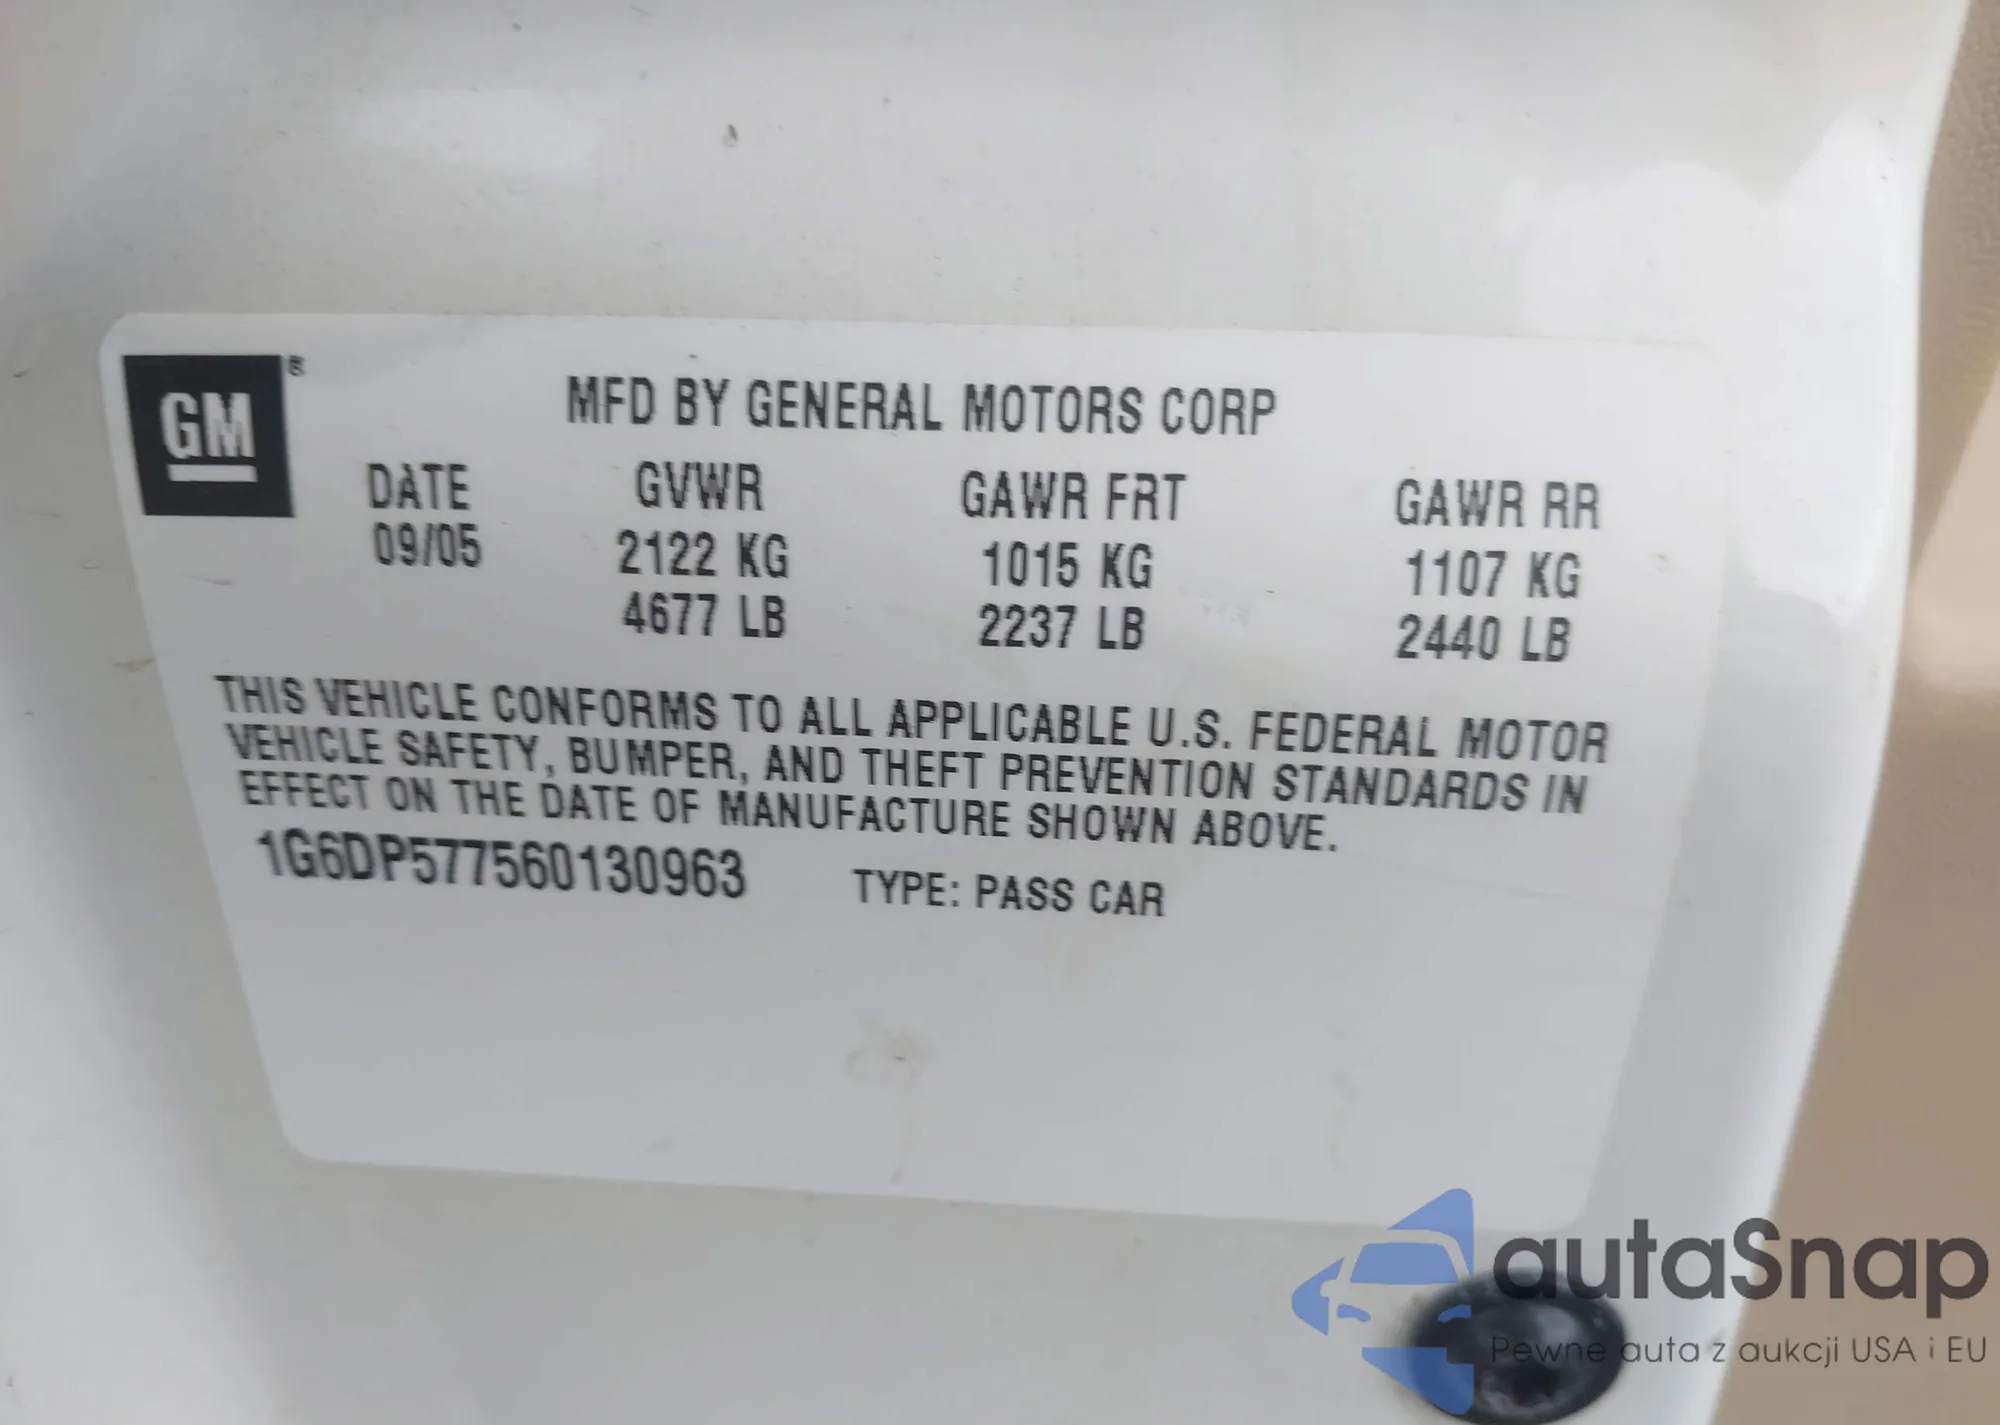 GM®
MFD BY GENERAL MOTORS CORP
DATE GVWR GAWR FRT GAWR RR
09/05 2122 KG 1015 KG 1107 KG
4677 LB 2237 LB 2440 LB
THIS VEHICLE CONFORMS TO ALL APPLICABLE U.S. FEDERAL MOTOR
VEHICLE SAFETY, BUMPER, AND THEFT PREVENTION STANDARDS IN
EFFECT ON THE DATE OF MANUFACTURE SHOWN ABOVE.
1G6DP577560130963 TYPE: PASS CAR
autaSnap
Pewne auta z aukcji USA i EU